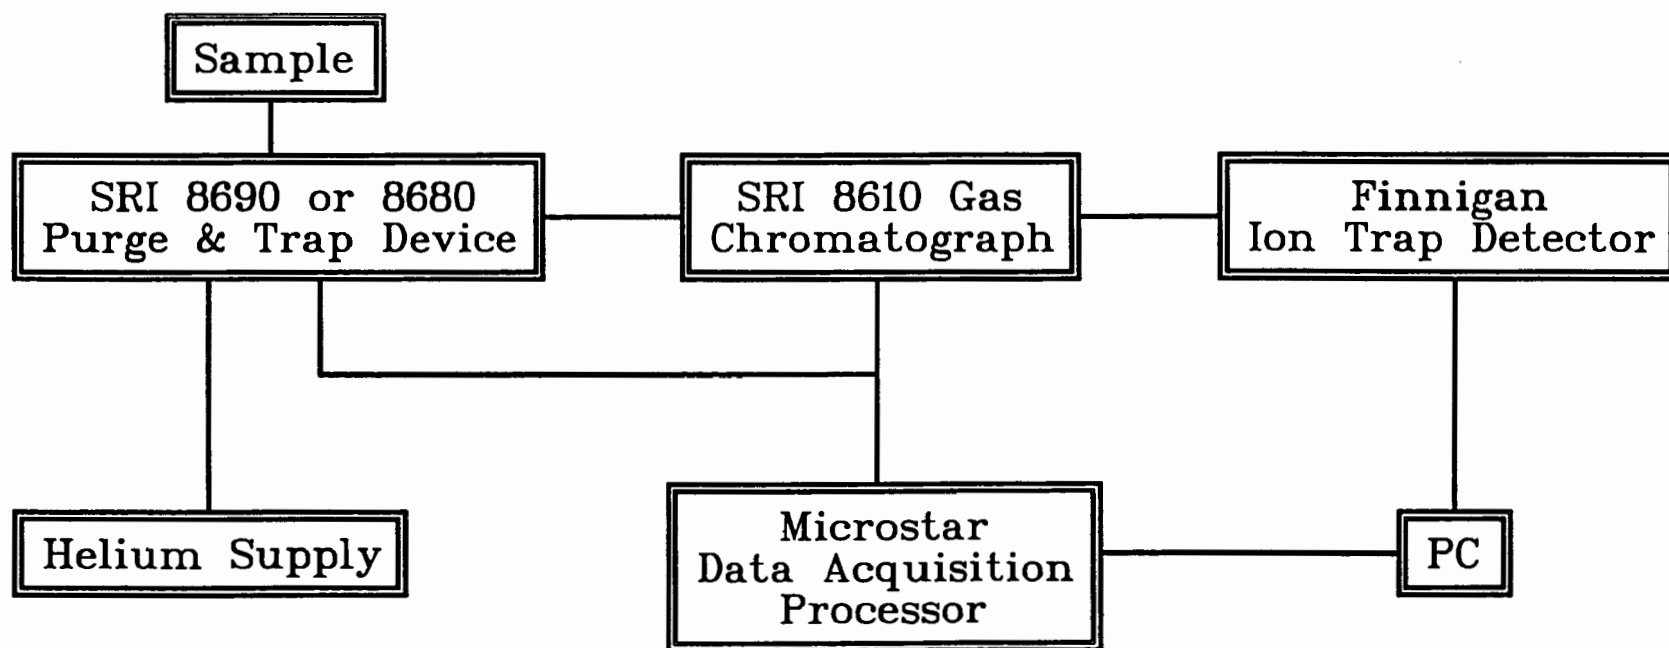 Sample
SRI 8690 or 8680
Purge & Trap Device
SRI 8610 Gas
Chromatograph
Finnigan
Ion Trap Detector
Helium Supply
Microstar
Data Acquisition
Processor
PC